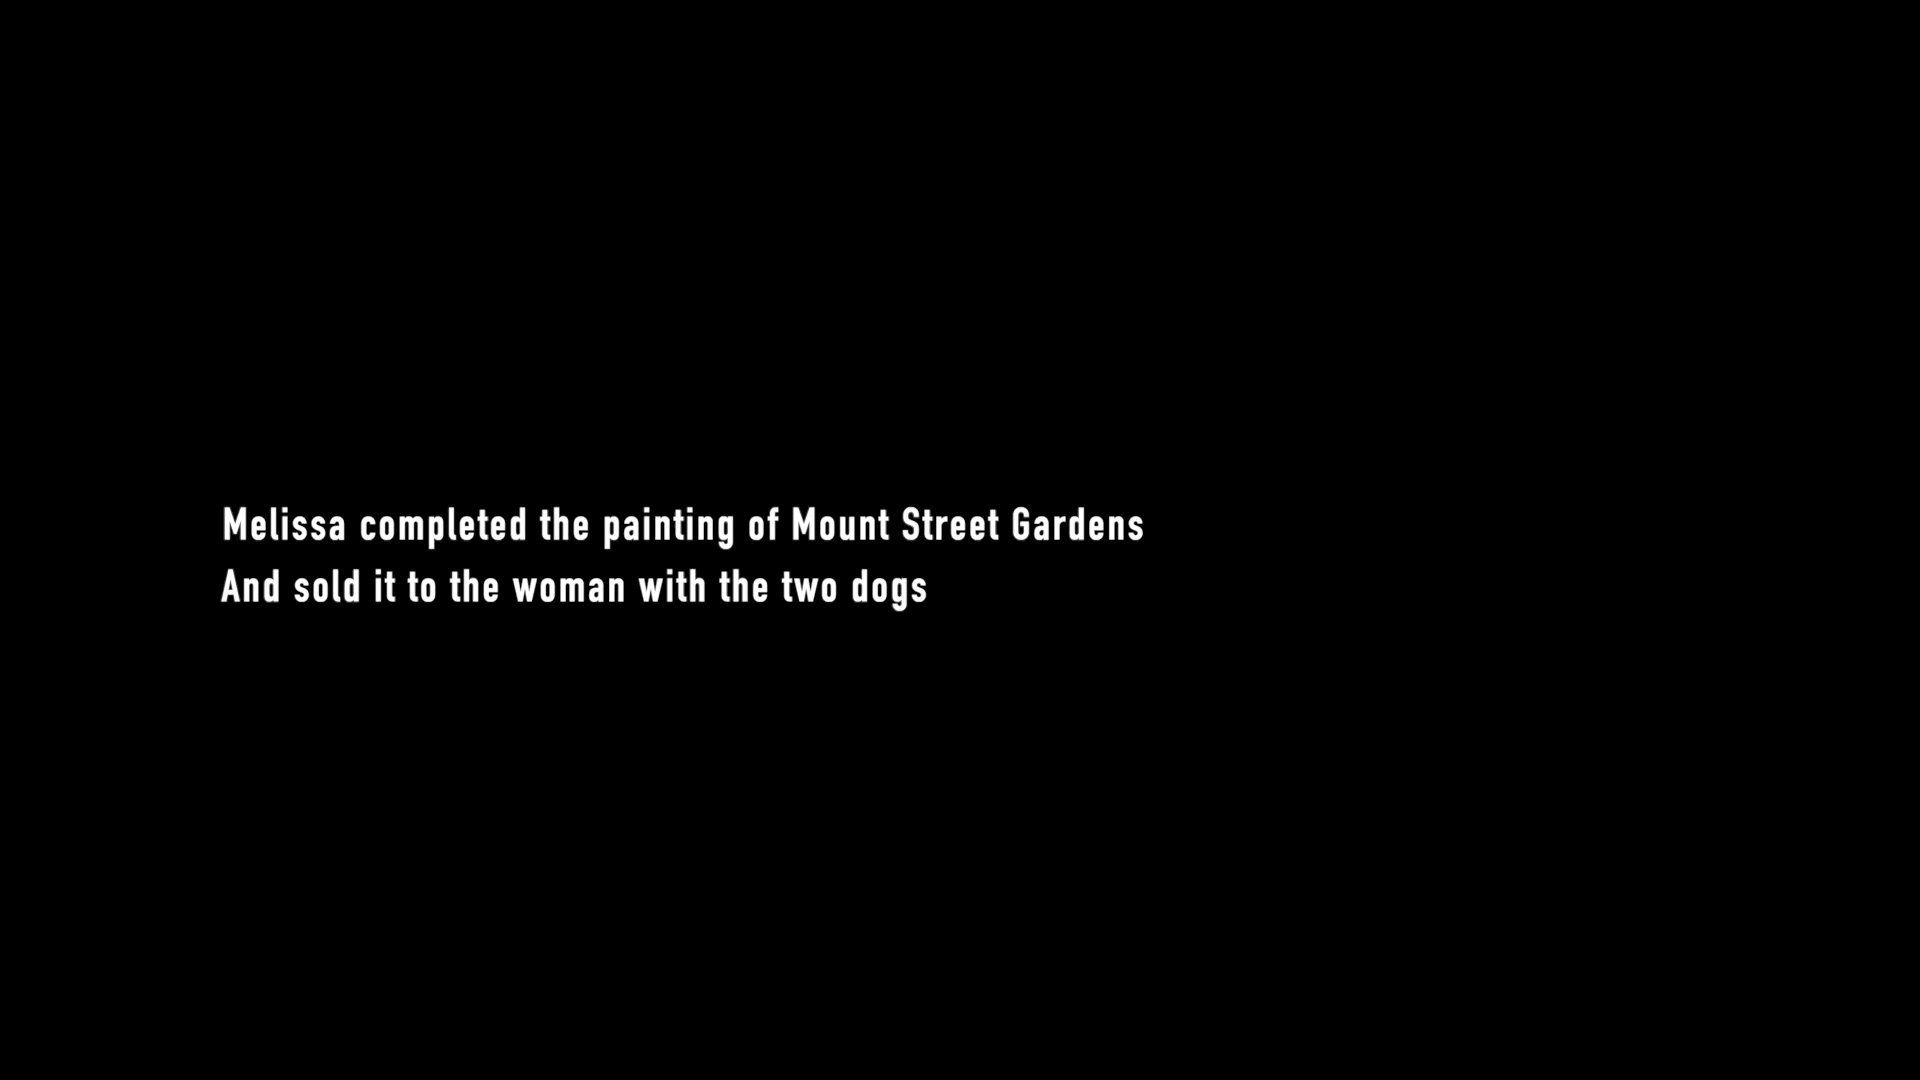 Melissa completed the painting of Mount Street Gardens
And sold it to the woman with the two dogs